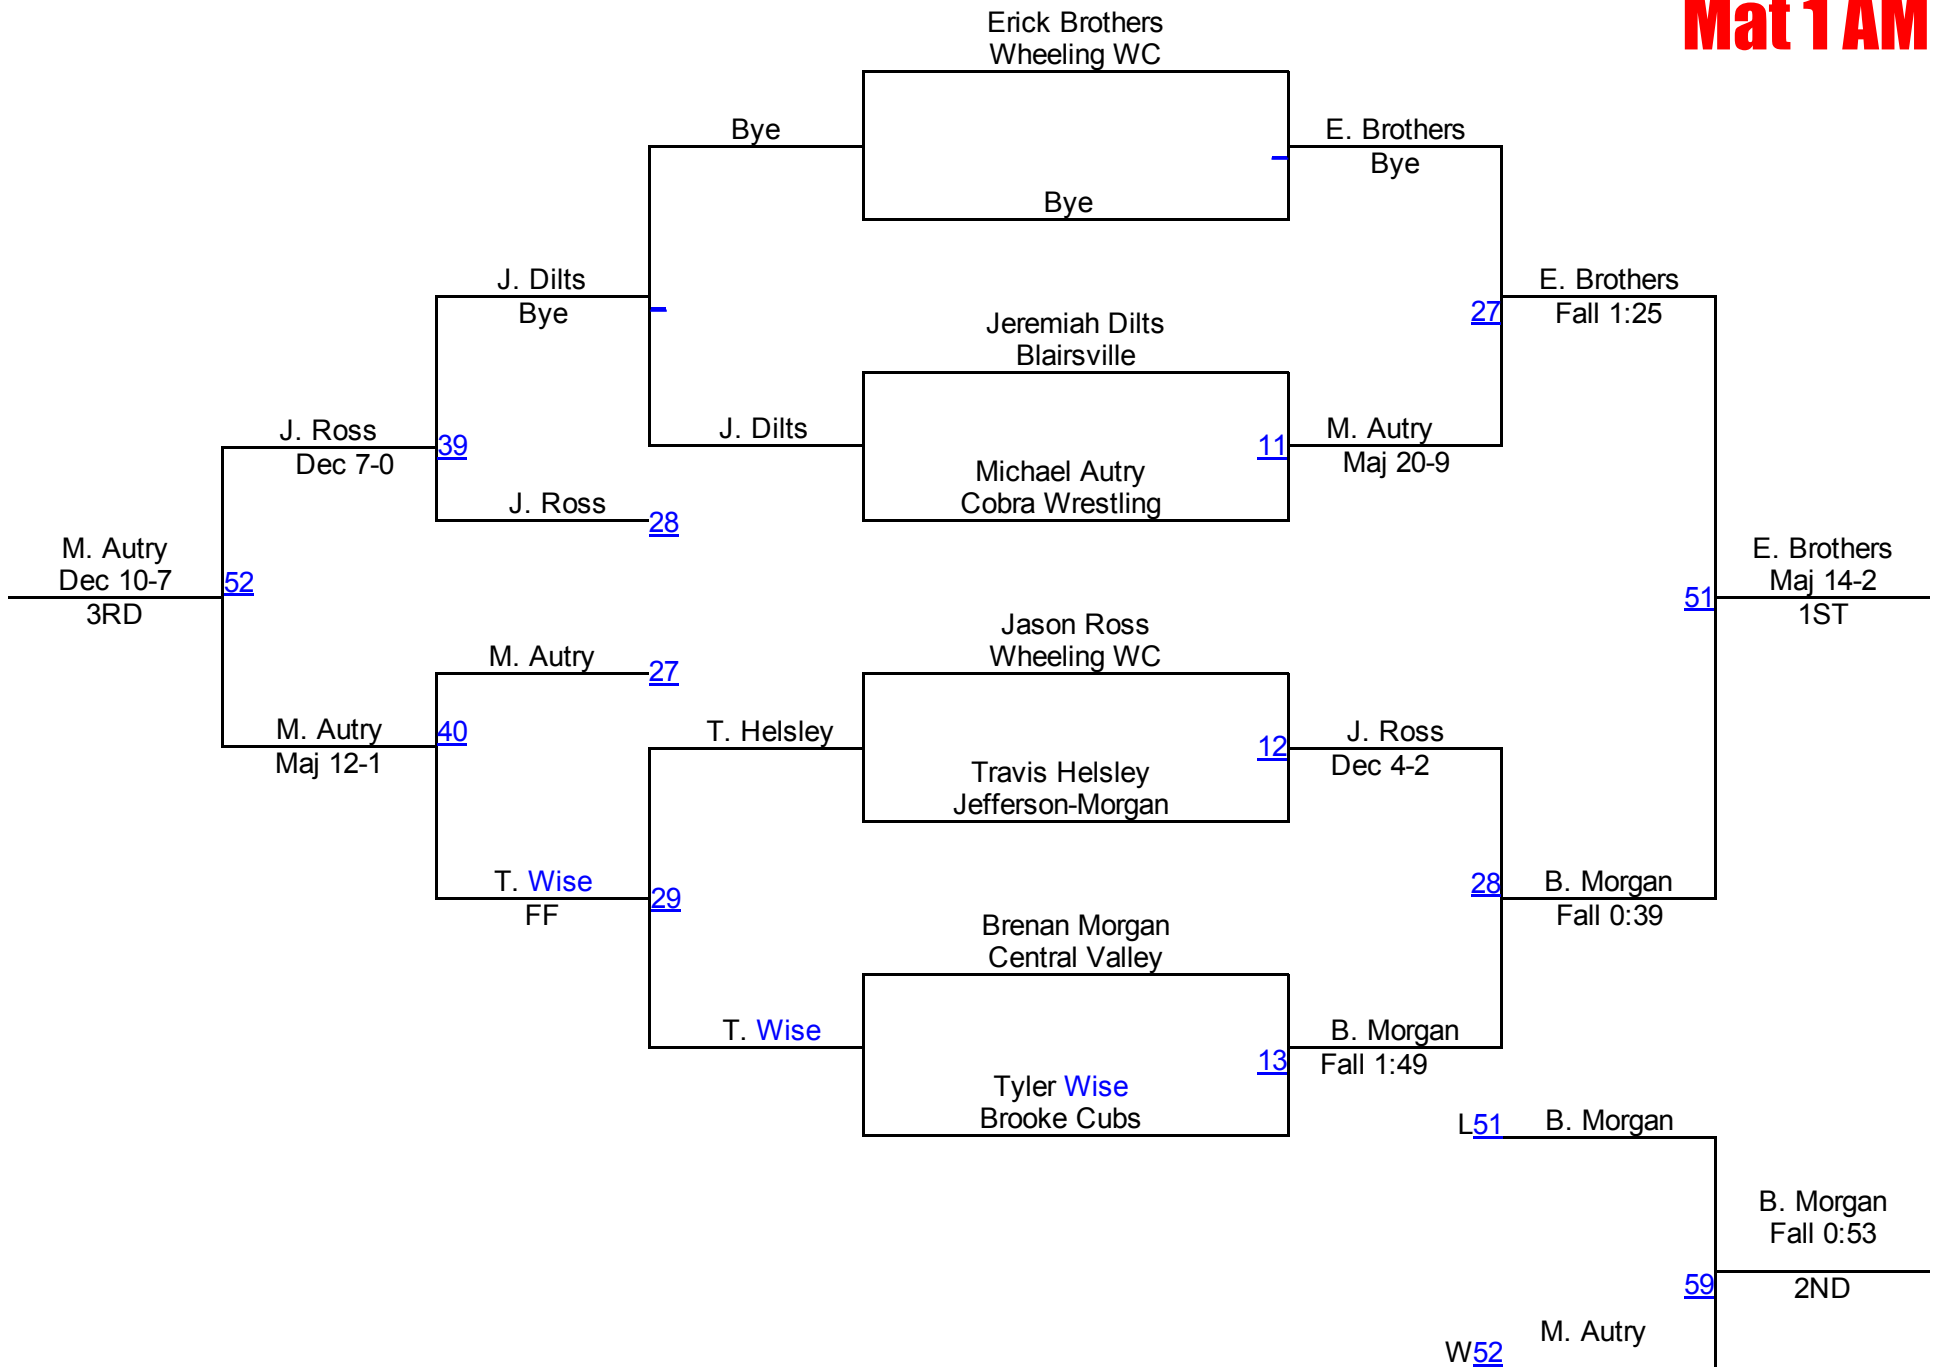 Mat 1 AM
Erick Brothers
Wheeling WC
Bye
E. Brothers
Bye
Bye
J. Dilts
Bye
E. Brothers
Fall 1:25
27
Jeremiah Dilts
Blairsville
J. Ross
Dec 7-0
39
J. Dilts
11
M. Autry
Maj 20-9
Michael Autry
Cobra Wrestling
J. Ross
28
M. Autry
Dec 10-7
3RD
52
E. Brothers
Maj 14-2
1ST
51
Jason Ross
Wheeling WC
M. Autry
27
M. Autry
Maj 12-1
40
T. Helsley
12
J. Ross
Dec 4-2
Travis Helsley
Jefferson-Morgan
T. Wise
FF
29
28
B. Morgan
Fall 0:39
Brenan Morgan
Central Valley
T. Wise
13
B. Morgan
Fall 1:49
Tyler Wise
Brooke Cubs
L51
B. Morgan
B. Morgan
Fall 0:53
2ND
59
M. Autry
W52